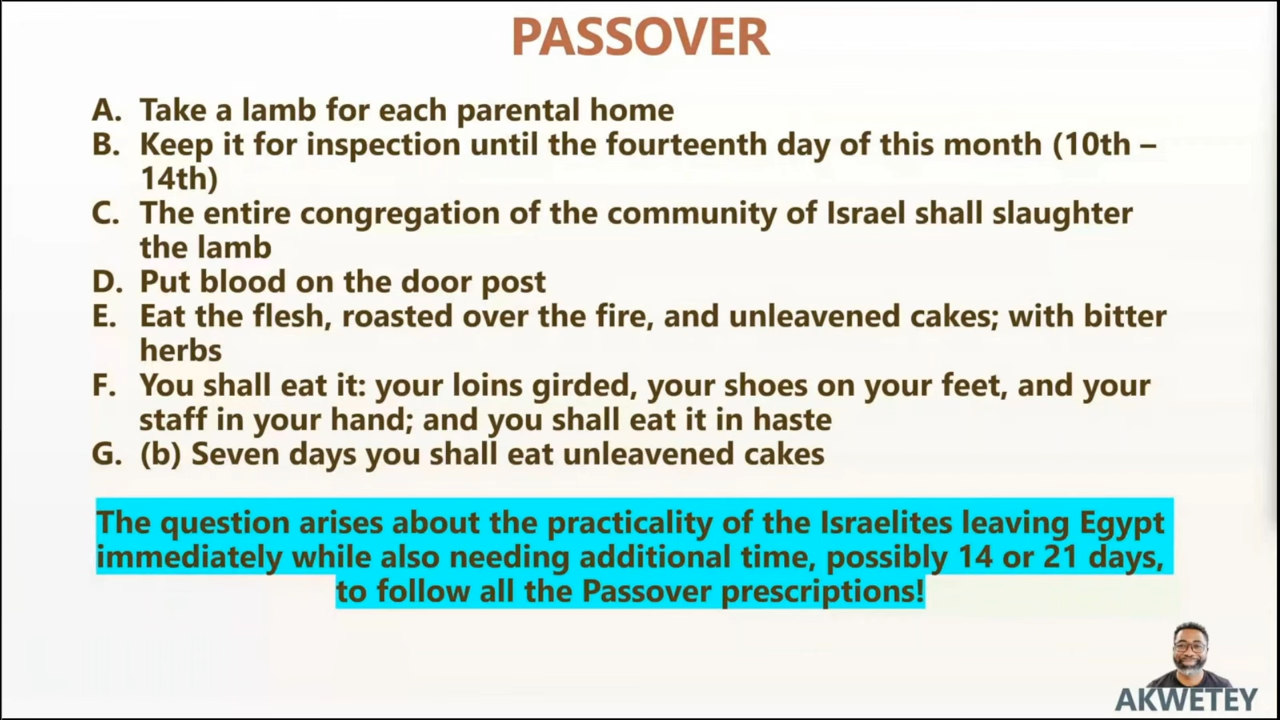 PASSOVER
A. Take a lamb for each parental home
B. Keep it for inspection until the fourteenth day of this month (10th –
14th)
C. The entire congregation of the community of Israel shall slaughter
the lamb
D. Put blood on the door post
E. Eat the flesh, roasted over the fire, and unleavened cakes; with bitter
herbs
F. You shall eat it: your loins girded, your shoes on your feet, and your
staff in your hand; and you shall eat it in haste
G. (b) Seven days you shall eat unleavened cakes
The question arises about the practicality of the Israelites leaving Egypt
immediately while also needing additional time, possibly 14 or 21 days,
to follow all the Passover prescriptions!
AKWETEY